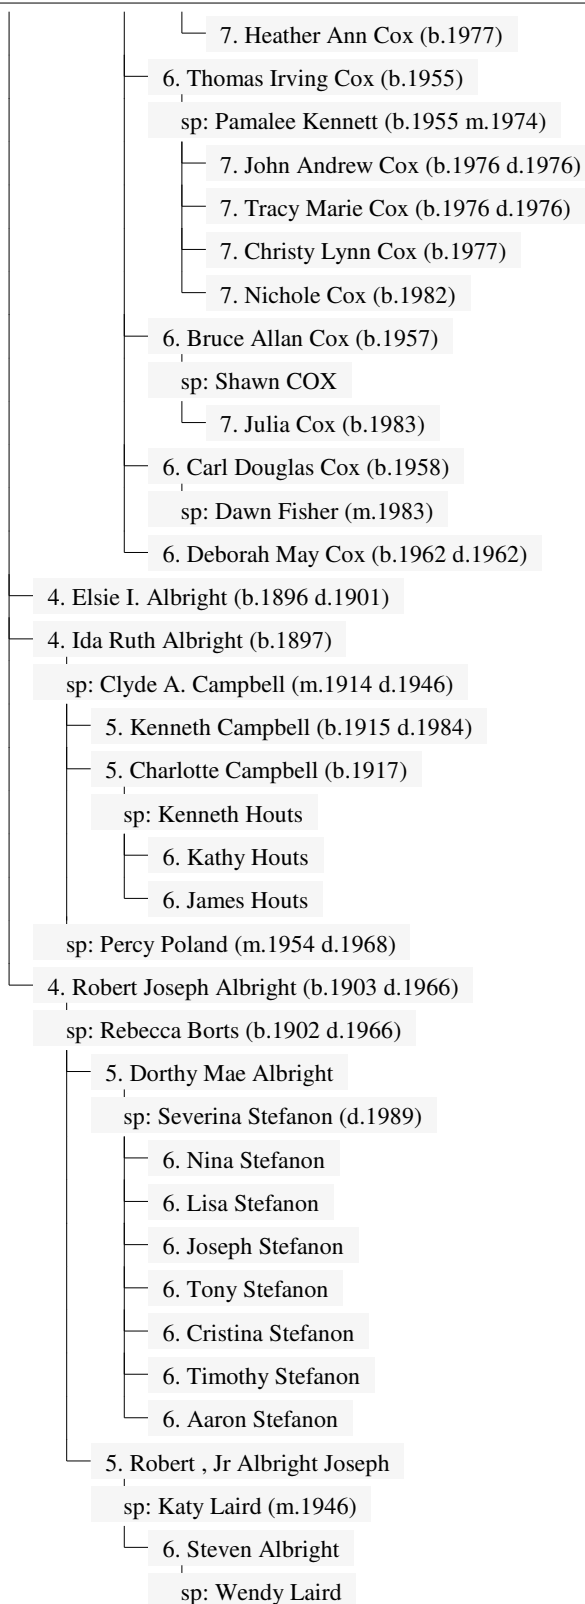 7. Heather Ann Cox (b.1977)
6. Thomas Irving Cox (b.1955)
sp: Pamalee Kennett (b.1955 m.1974)
7. John Andrew Cox (b.1976 d.1976)
7. Tracy Marie Cox (b.1976 d.1976)
7. Christy Lynn Cox (b.1977)
7. Nichole Cox (b.1982)
6. Bruce Allan Cox (b.1957)
sp: Shawn COX
7. Julia Cox (b.1983)
6. Carl Douglas Cox (b.1958)
sp: Dawn Fisher (m.1983)
6. Deborah May Cox (b.1962 d.1962)
4. Elsie I. Albright (b.1896 d.1901)
4. Ida Ruth Albright (b.1897)
sp: Clyde A. Campbell (m.1914 d.1946)
5. Kenneth Campbell (b.1915 d.1984)
5. Charlotte Campbell (b.1917)
sp: Kenneth Houts
6. Kathy Houts
6. James Houts
sp: Percy Poland (m.1954 d.1968)
4. Robert Joseph Albright (b.1903 d.1966)
sp: Rebecca Borts (b.1902 d.1966)
5. Dorthy Mae Albright
sp: Severina Stefanon (d.1989)
6. Nina Stefanon
6. Lisa Stefanon
6. Joseph Stefanon
6. Tony Stefanon
6. Cristina Stefanon
6. Timothy Stefanon
6. Aaron Stefanon
5. Robert , Jr Albright Joseph
sp: Katy Laird (m.1946)
6. Steven Albright
sp: Wendy Laird